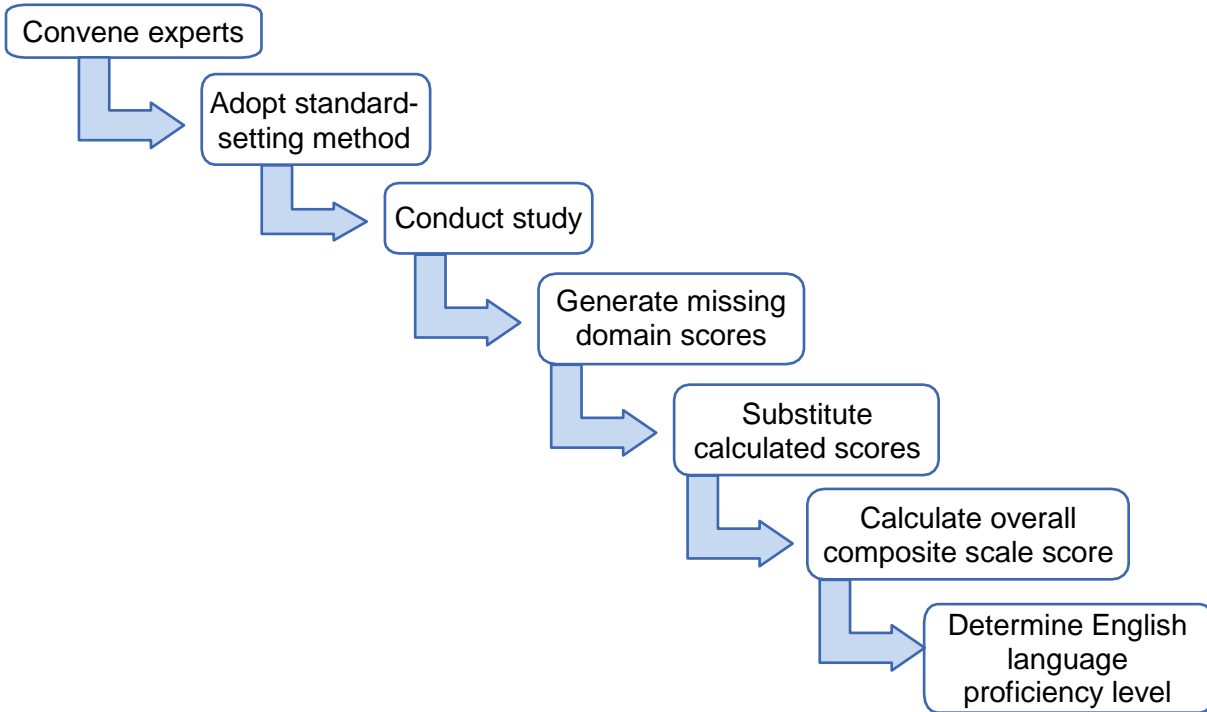 Convene experts
Adopt standard-
setting method
Conduct study
Generate missing
domain scores
Substitute
calculated scores
Calculate overall
composite scale score
Determine English
language
proficiency level